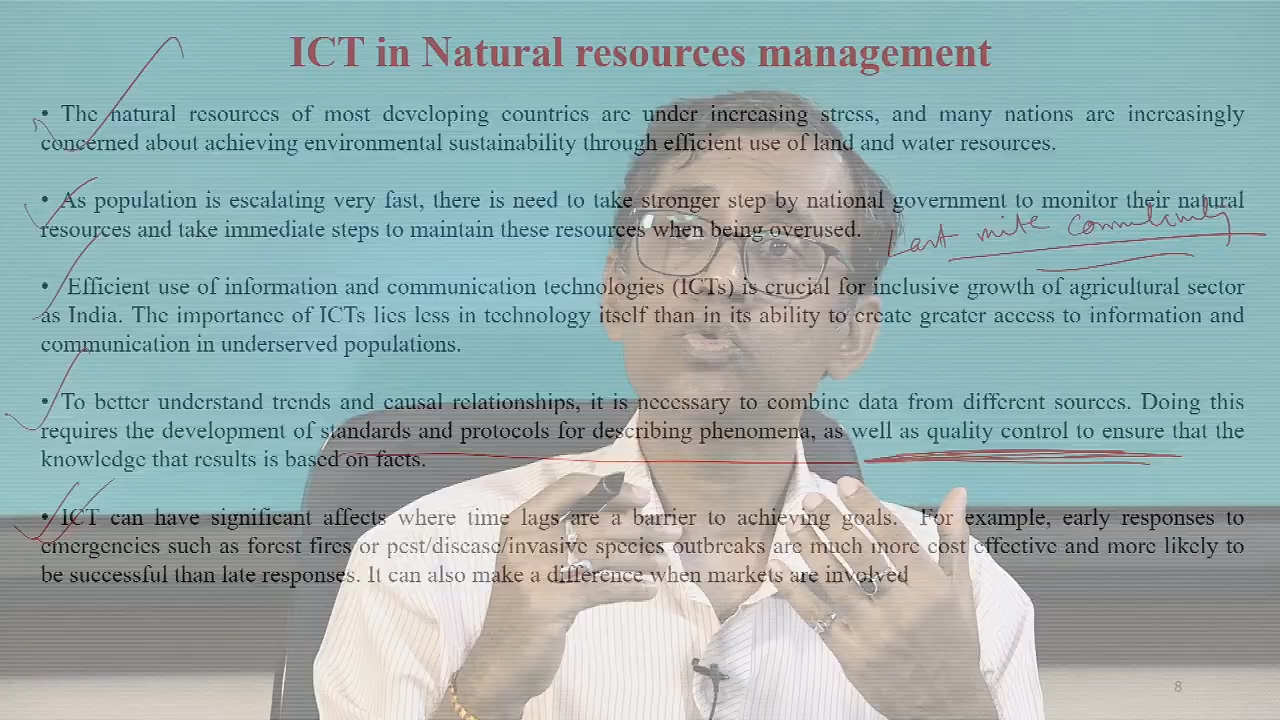 ICT in Natural resources management
• The natural resources of most developing countries are under increasing stress, and many nations are increasingly
concerned about achieving environmental sustainability through efficient use of land and water resources.
• As population is escalating very fast, there is need to take stronger step by national government to monitor their natural
resources and take immediate steps to maintain these resources when being overused.
Last mile
• Efficient use of information and communication technologies (ICTs) is crucial for inclusive growth of agricultural sector
as India. The importance of ICTs lies less in technology itself than in its ability to create greater access to information and
communication in underserved populations.
• To better understand trends and causal relationships, it is necessary to combine data from different sources. Doing this
requires the development of standards and protocols for describing phenomena, as well as quality control to ensure that the
knowledge that results is based on facts.
• ICT can have significant affects where time lags are a barrier to achieving goals. For example, early responses to
emergencies such as forest fires or pest/disease/invasive species outbreaks are much more cost effective and more likely to
be successful than late responses. It can also make a difference when markets are involved
8